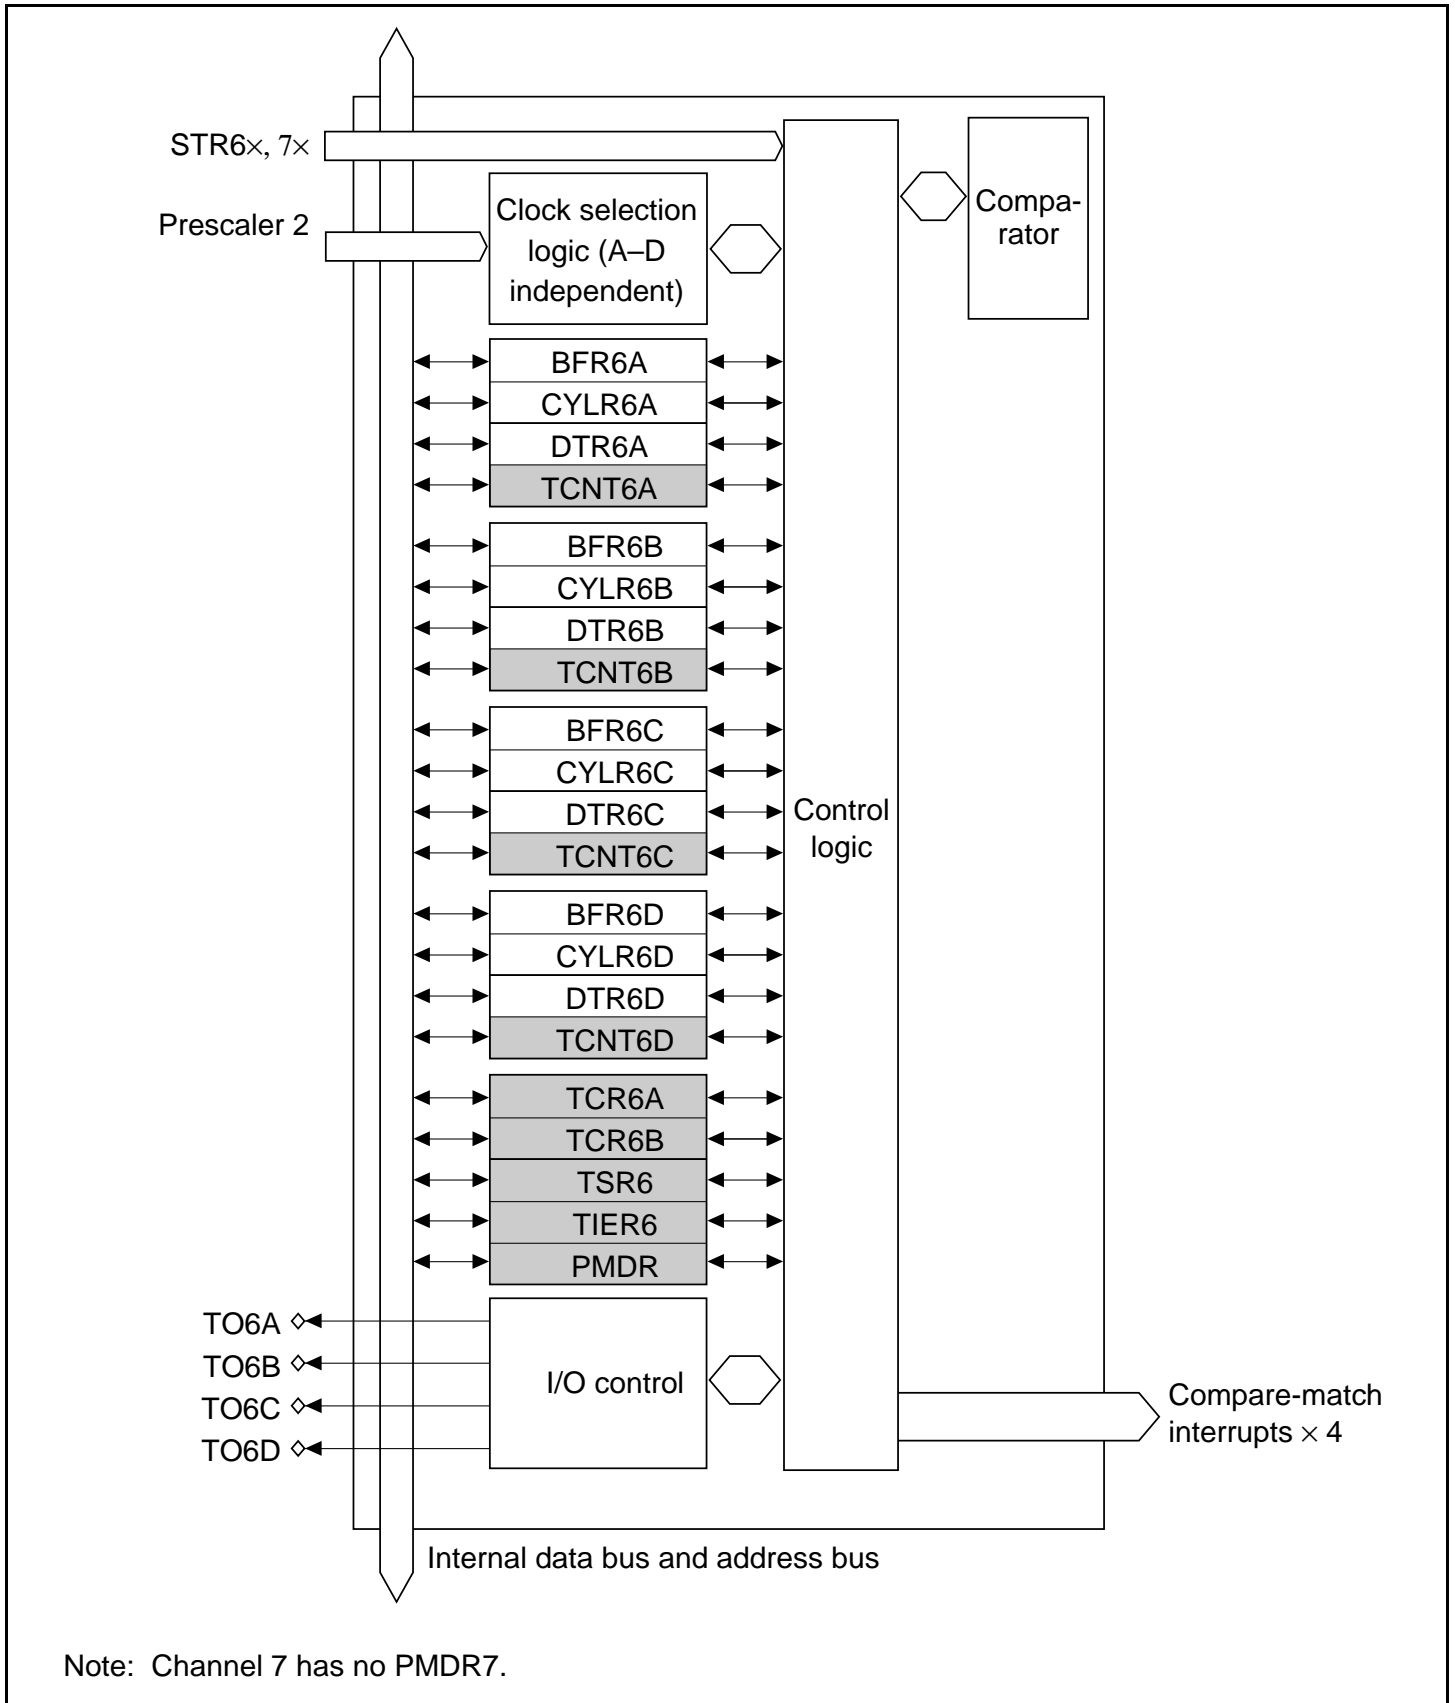 STR6×, 7×
Prescaler 2
Clock selection
logic (A–D
independent)
Compa-
rator
BFR6A
CYLR6A
DTR6A
TCNT6A
BFR6B
CYLR6B
DTR6B
TCNT6B
BFR6C
CYLR6C
DTR6C
TCNT6C
Control
logic
BFR6D
CYLR6D
DTR6D
TCNT6D
TCR6A
TCR6B
TSR6
TIER6
PMDR
TO6A
TO6B
TO6C
TO6D
I/O control
Compare-match
interrupts × 4
Internal data bus and address bus
Note: Channel 7 has no PMDR7.